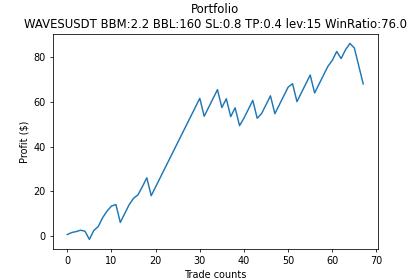 Portfolio
WAVESUSDT BBM:2.2 BBL:160 SL:0.8 TP:0.4 lev:15 WinRatio:76.0
80
60
40
20
0
Profit ($)
0 10 20 30 40 50 60 70
Trade counts